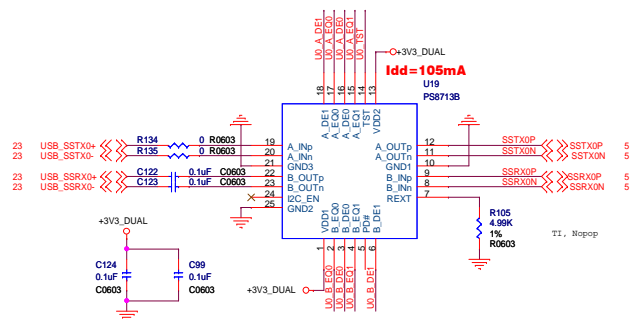 U0_A_DE1
U0_A_EQ0
U0_A_DE0
U0_A_EQ1
U0_TST
+3V3_DUAL
Idd=105mA
U19
PS8713B
18
17
16
15
14
13
A_DE1
A_EQ0
A_DE0
A_EQ1
TST
VDD2
23 USB_SSTX0+ R134 0 R0603 19 A_INp A_OUTp 12 SSTX0P SSTX0P 5
23 USB_SSTX0- R135 0 R0603 20 A_INn A_OUTn 11 SSTX0N SSTX0N 5
21 GND3 GND1 10
23 USB_SSRX0+ C122 0.1uF C0603 22 B_OUTp B_INp 9 SSRX0P SSRX0P 5
23 USB_SSRX0- C123 0.1uF C0603 23 B_OUTn B_INn 8 SSRX0N SSRX0N 5
24 I2C_EN REXT 7
25 GND2
VDD1
B_EQ0
B_DE0
B_EQ1
PD#
B_DE1
1
2
3
4
5
6
R105
4.99K
1%
R0603
TI, Nopop
+3V3_DUAL
C124
0.1uF
C0603
C99
0.1uF
C0603
+3V3_DUAL
U0_B_EQ0
U0_B_DE0
U0_B_EQ1
U0_B_DE1